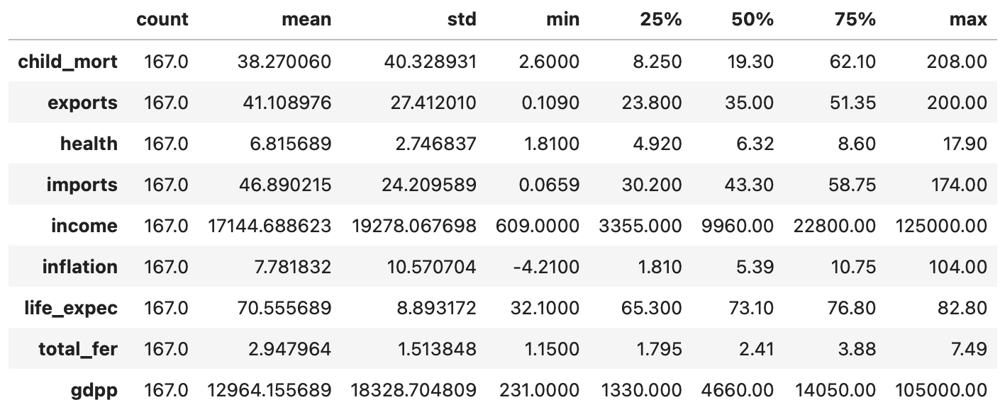 count mean std min 25% 50% 75% max
child_mort 167.0 38.270060 40.328931 2.6000 8.250 19.30 62.10 208.00
exports 167.0 41.108976 27.412010 0.1090 23.800 35.00 51.35 200.00
health 167.0 6.815689 2.746837 1.8100 4.920 6.32 8.60 17.90
imports 167.0 46.890215 24.209589 0.0659 30.200 43.30 58.75 174.00
income 167.0 17144.688623 19278.067698 609.0000 3355.000 9960.00 22800.00 125000.00
inflation 167.0 7.781832 10.570704 -4.2100 1.810 5.39 10.75 104.00
life_expec 167.0 70.555689 8.893172 32.1000 65.300 73.10 76.80 82.80
total_fer 167.0 2.947964 1.513848 1.1500 1.795 2.41 3.88 7.49
gdpp 167.0 12964.155689 18328.704809 231.0000 1330.000 4660.00 14050.00 105000.00